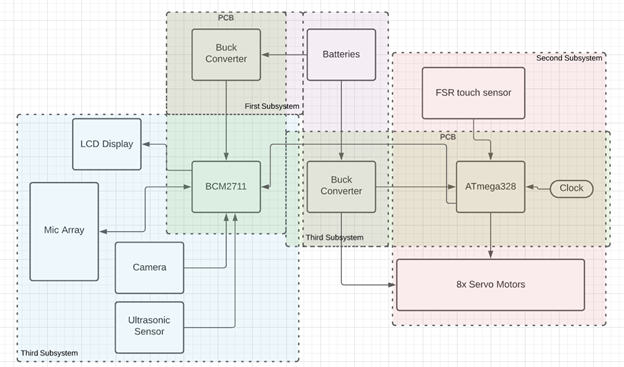 PCB
Buck
Converter
Batteries
Second Subsystem
FSR touch sensor
First Subsystem
LCD Display
PCB
BCM2711
Buck
Converter
ATmega328
Clock
Mic Array
Third Subsystem
Camera
8x Servo Motors
Ultrasonic
Sensor
Third Subsystem